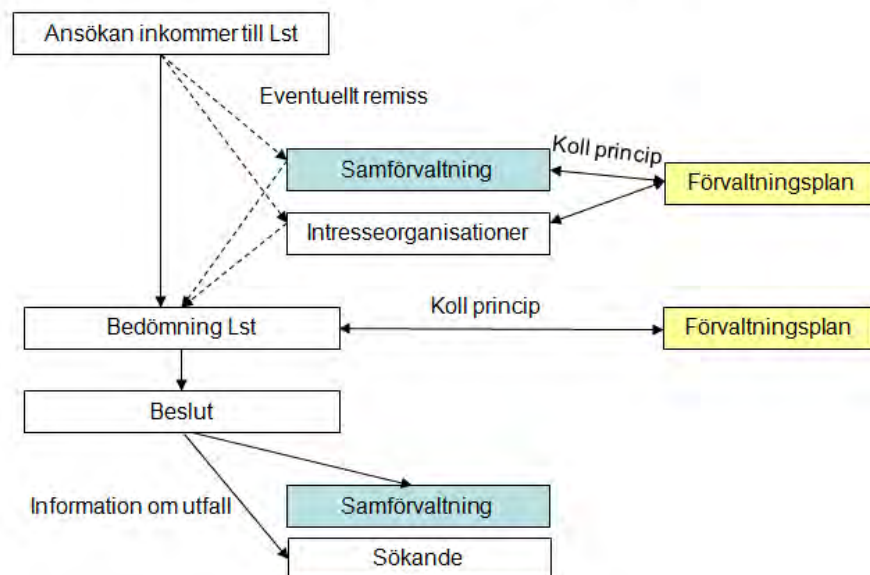 Ansökan inkommer till Lst
Eventuellt remiss
Koll princip
Samförvaltning
Förvaltningsplan
Intresseorganisationer
Koll princip
Bedömning Lst
Förvaltningsplan
Beslut
Information om utfall
Samförvaltning
Sökande